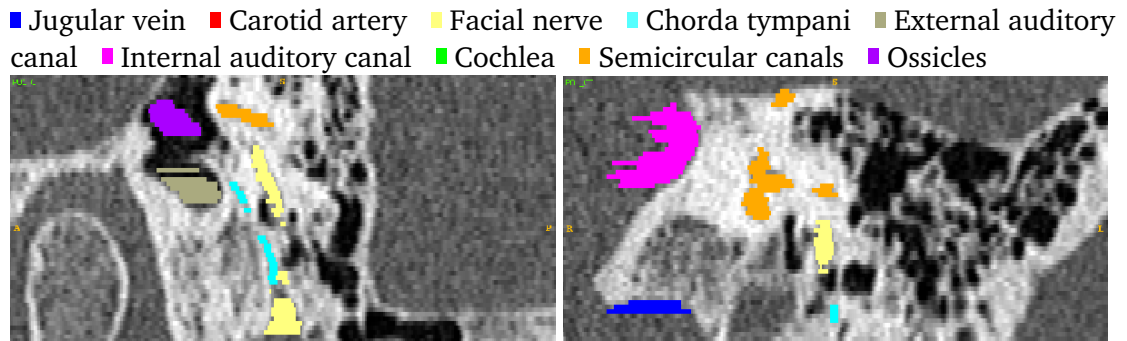 Jugular vein Carotid artery Facial nerve Chorda tympani External auditory
canal Internal auditory canal Cochlea Semicircular canals Ossicles
S
S
A
P
R
L